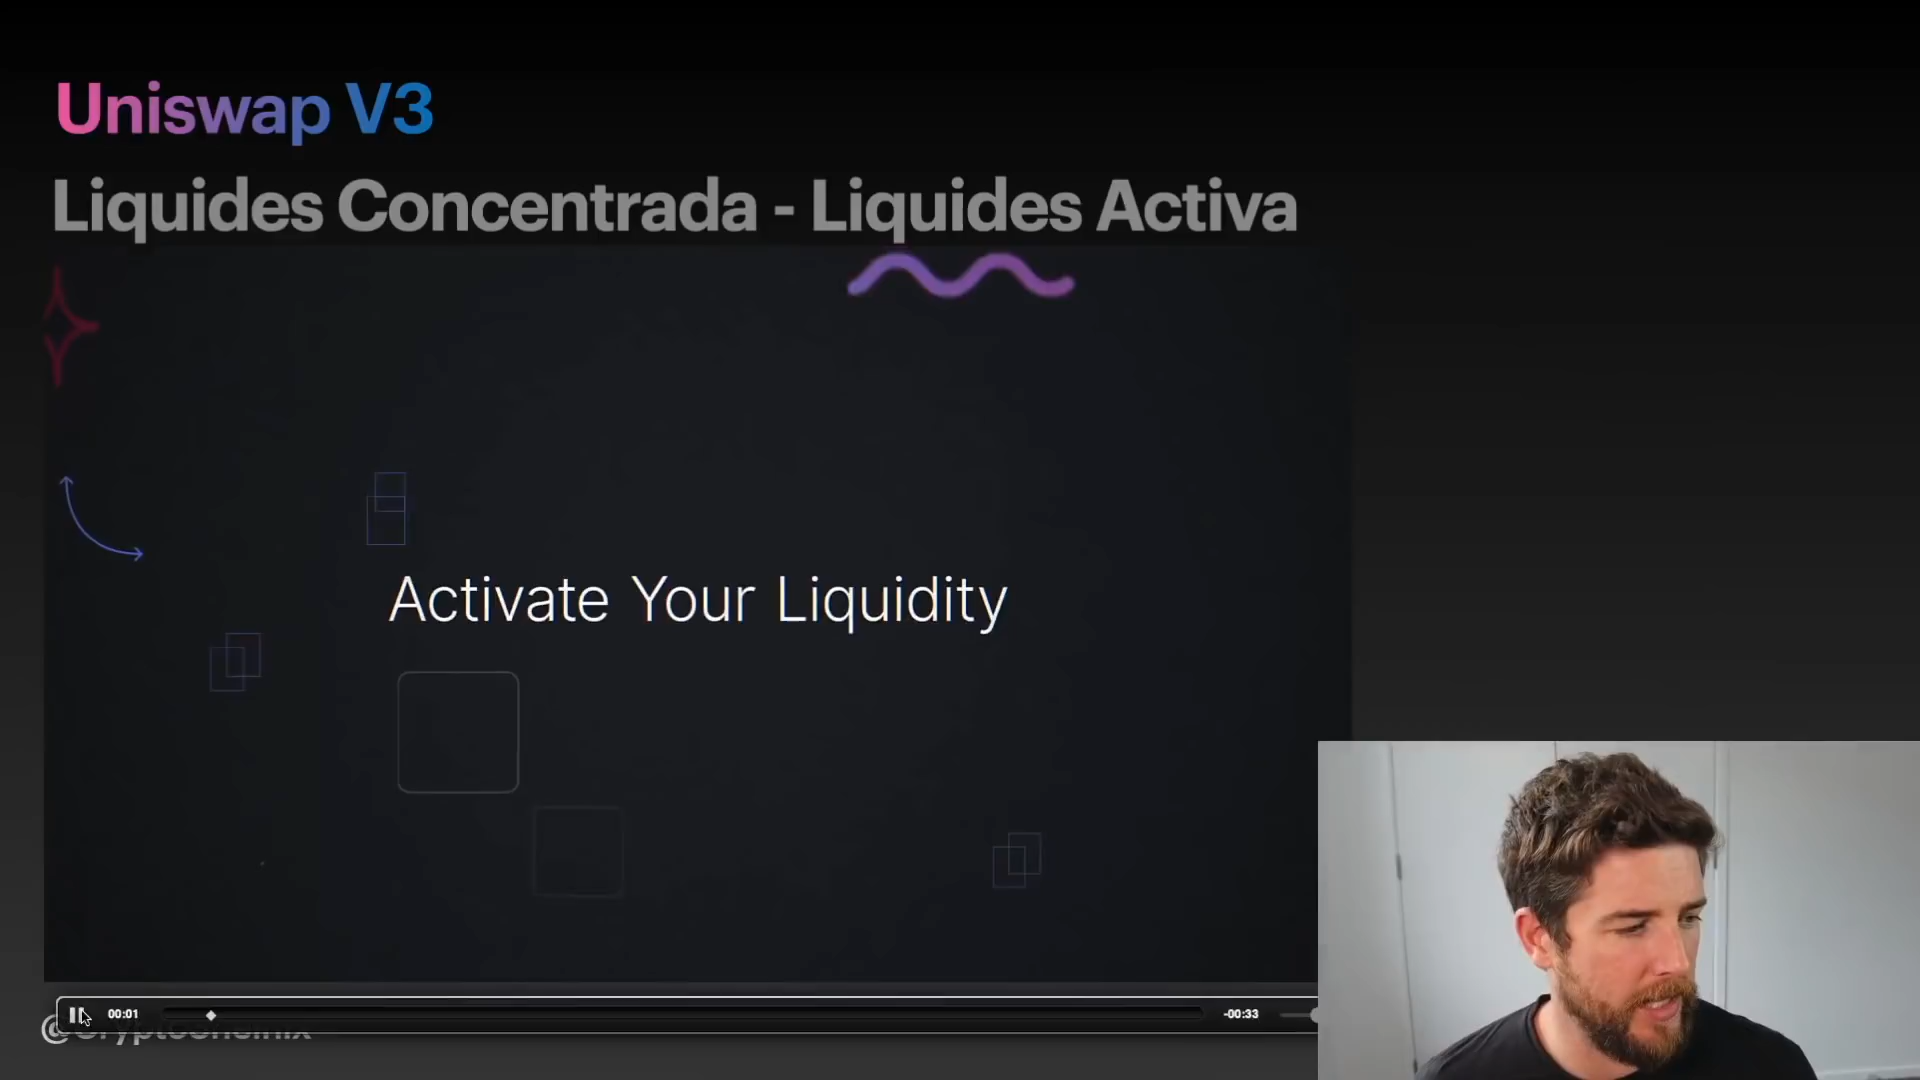 Uniswap V3
Liquides Concentrada - Liquides Activa
Activate Your Liquidity
00:01
-00:33